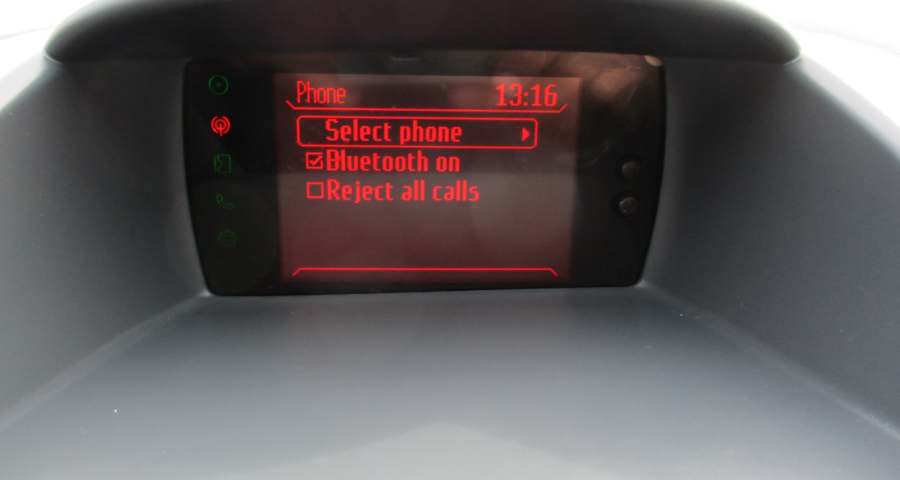 Phone 13:16
Select phone
Bluetooth on
Reject all calls